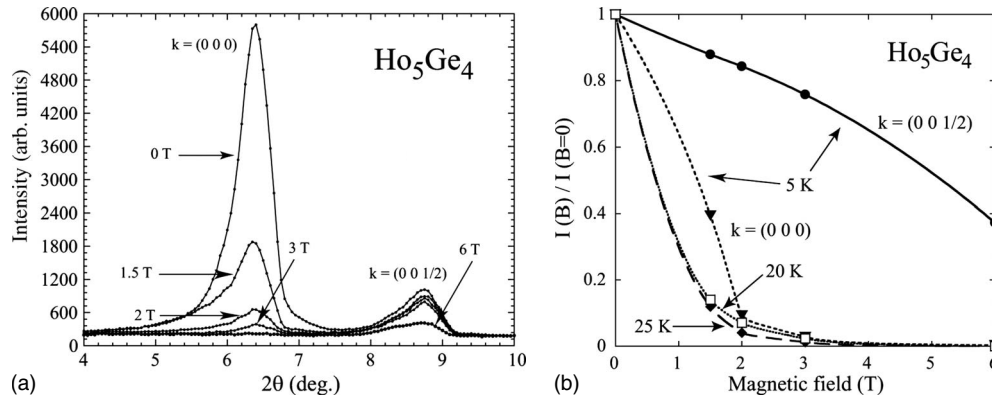 6000
5400
4800
4200
3600
3000
2400
1800
1200
600
0
Intensity (arb. units)
k = (0 0 0)
Ho5Ge4
0 T
1.5 T
3 T
2 T
k = (0 0 1/2)
6 T
4 5 6 7 8 9 10
2θ (deg.)
(a)
1
0.8
0.6
0.4
0.2
0
I (B) / I (B=0)
Ho5Ge4
k = (0 0 1/2)
5 K
k = (0 0 0)
20 K
25 K
0 1 2 3 4 5 6
Magnetic field (T)
(b)